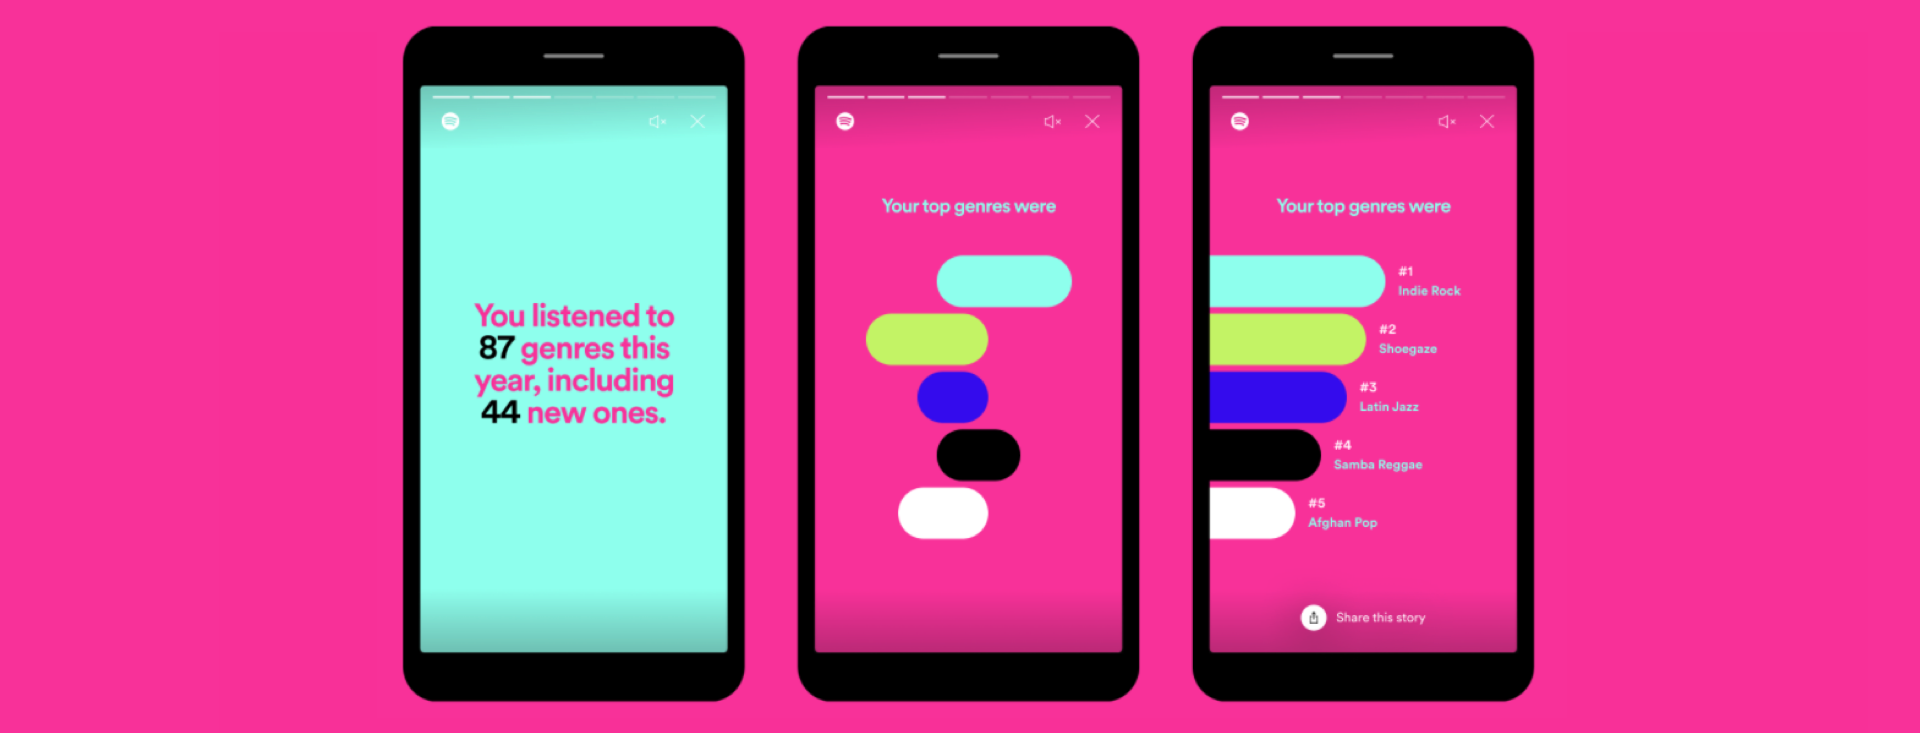 You listened to
87 genres this
year, including
44 new ones.
Your top genres were
Your top genres were
#1
Indie Rock
#2
Shoegaze
#3
Latin Jazz
#4
Samba Reggae
#5
Afghan Pop
Share this story